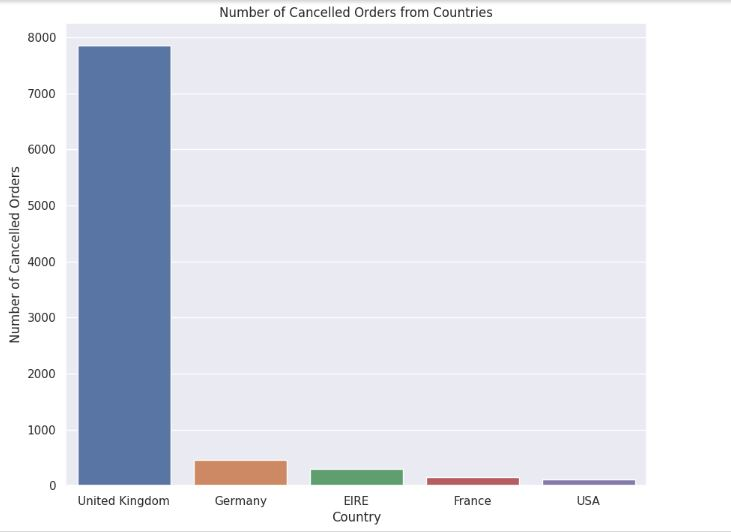 Number of Cancelled Orders from Countries
8000
7000
6000
5000
4000
3000
2000
1000
0
Number of Cancelled Orders
United Kingdom Germany EIRE France USA
Country